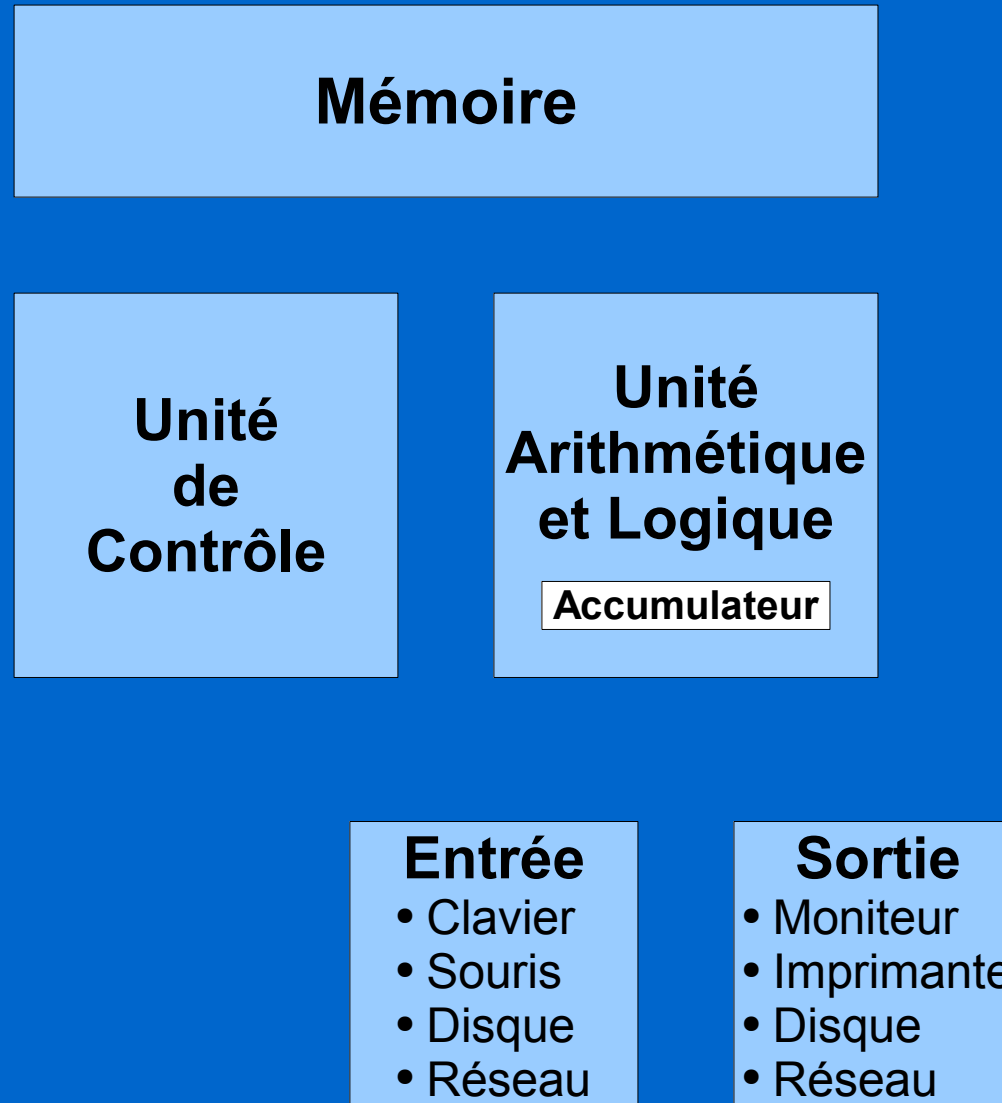 Mémoire
Unité
de
Contrôle
Unité
Arithmétique
et Logique
Accumulateur
Entrée
• Clavier
• Souris
• Disque
• Réseau
Sortie
• Moniteur
• Imprimante
• Disque
• Réseau